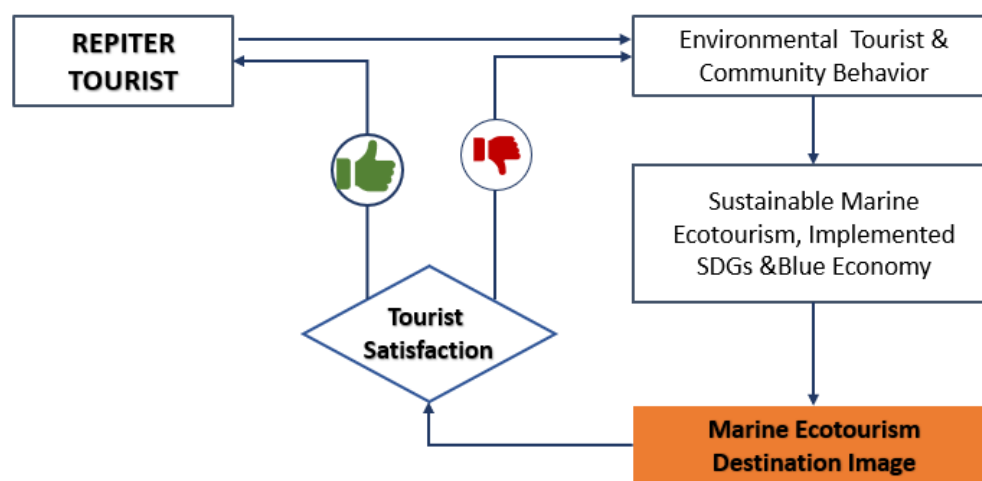 REPITER
TOURIST
Environmental Tourist &
Community Behavior
Sustainable Marine
Ecotourism, Implemented
SDGs &Blue Economy
Tourist
Satisfaction
Marine Ecotourism
Destination Image